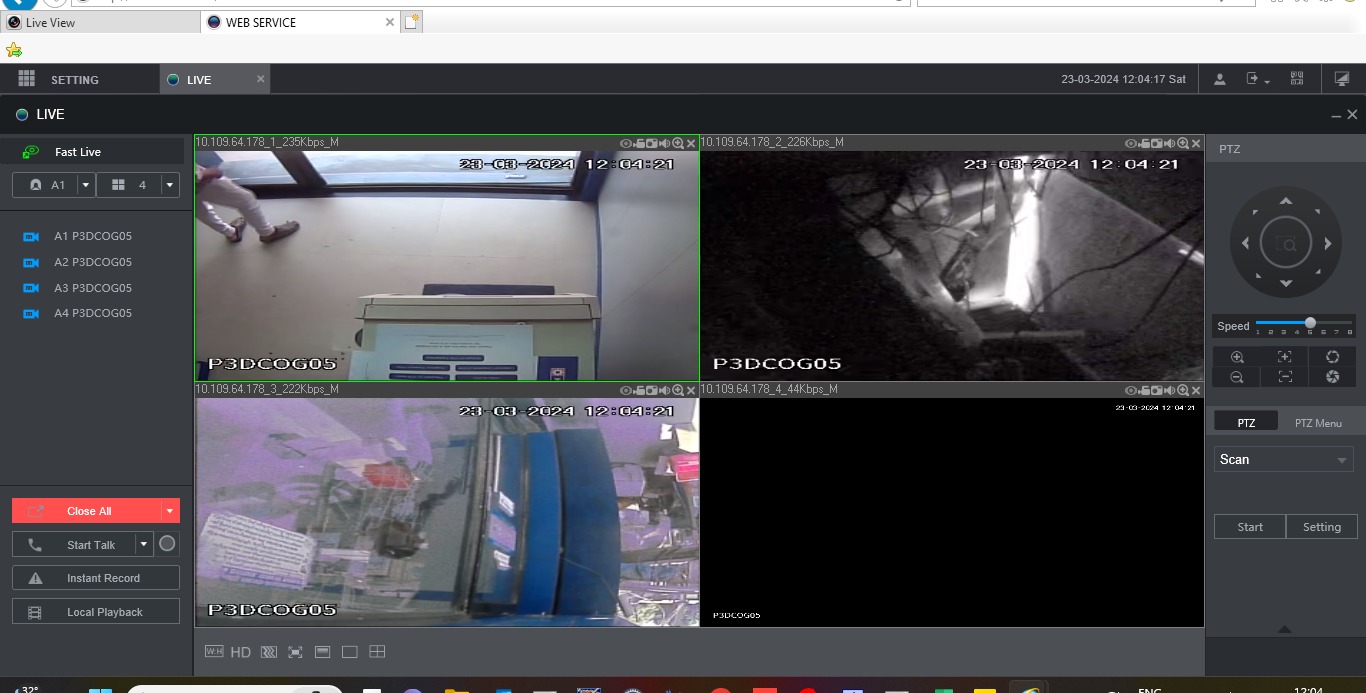 Live View
WEB SERVICE
SETTING
LIVE
23-03-2024 12:04:17 Sat
LIVE
Fast Live
A1
4
A1 P3DCOG05
A2 P3DCOG05
A3 P3DCOG05
A4 P3DCOG05
Close All
Start Talk
Instant Record
Local Playback
10.109.64.178_1_235Kbps_M
23-03-2024 12:04:21
P3DCOG05
10.109.64.178_2_226Kbps_M
23-03-2024 12:04:21
P3DCOG05
10.109.64.178_3_222Kbps_M
23-03-2024 12:04:21
P3DCOG05
10.109.64.178_4_44Kbps_M
23-03-2024 12:04:21
P3DCOG05
W:H HD
PTZ
Speed
1 2 3 4 5 6 7 8
PTZ
PTZ Menu
Scan
Start
Setting
32°
ENG
12:04